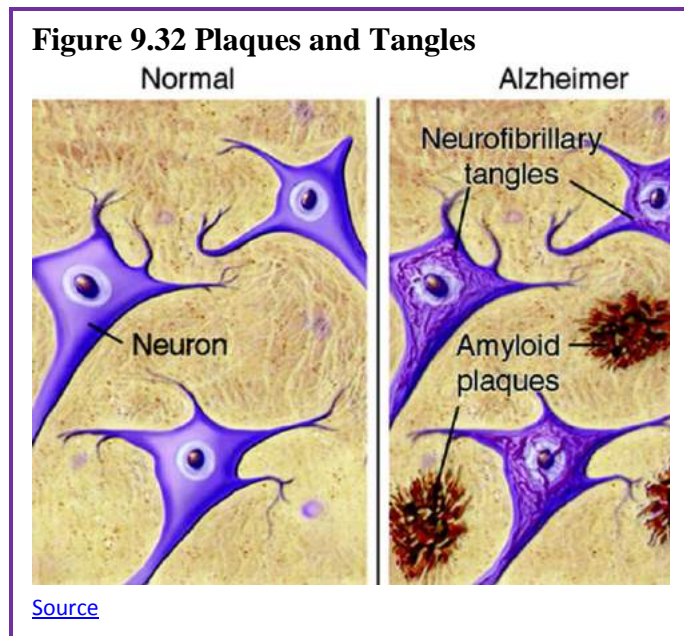 Figure 9.32 Plaques and Tangles
Normal
Alzheimer
Neurofibrillary
tangles
Neuron
Amyloid
plaques
Source